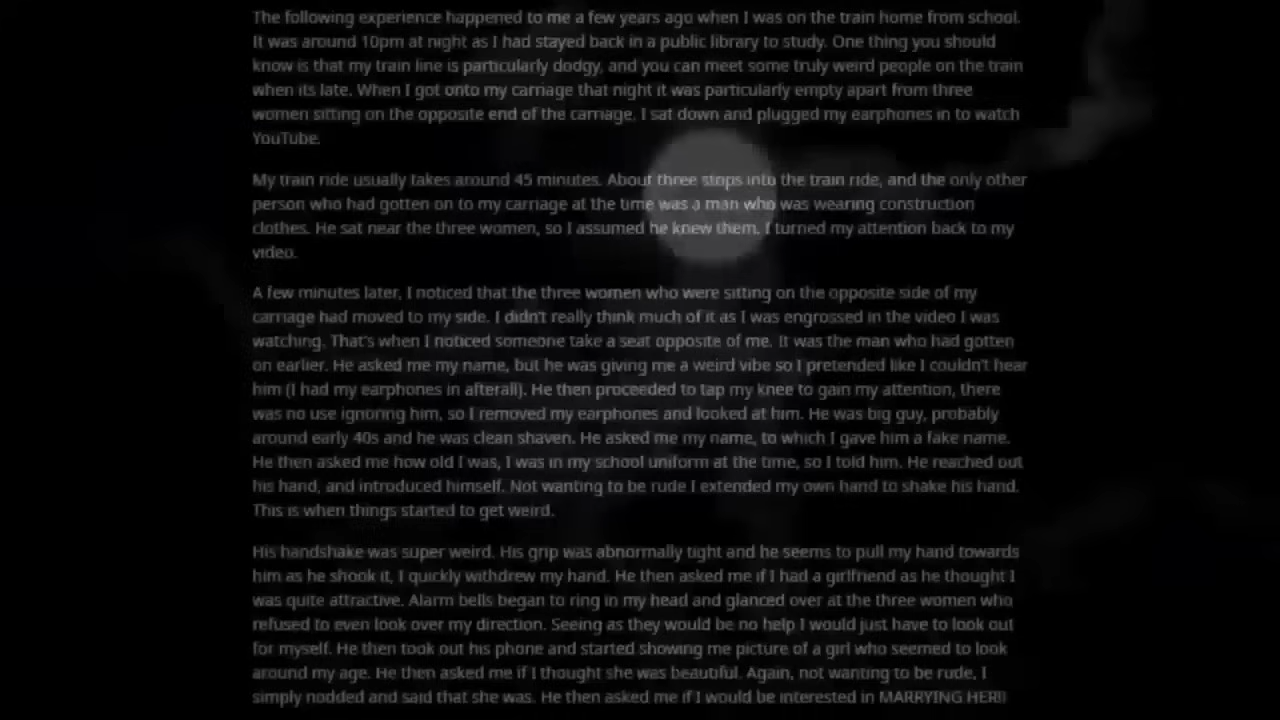 The following experience happened to me a few years ago when I was on the train home from school.
It was around 10pm at night as I had stayed back in a public library to study. One thing you should
know is that my train line is particularly dodgy, and you can meet some truly weird people on the train
when its late. When I got onto my carriage that night it was particularly empty apart from three
women sitting on the opposite end of the carriage. I sat down and plugged my earphones in to watch
YouTube.
My train ride usually takes around 45 minutes. About three stops into the train ride, and the only other
person who had gotten on to my carriage at the time was a man who was wearing construction
clothes. He sat near the three women, so I assumed he knew them. I turned my attention back to my
video.
A few minutes later, I noticed that the three women who were sitting on the opposite side of my
carriage had moved to my side. I didn't really think much of it as I was engrossed in the video I was
watching. That's when I noticed someone take a seat opposite of me. It was the man who had gotten
on earlier. He asked me my name, but he was giving me a weird vibe so I pretended like I couldn't hear
him (I had my earphones in afterall). He then proceeded to tap my knee to gain my attention, there
was no use ignoring him, so I removed my earphones and looked at him. He was big guy, probably
around early 40s and he was clean shaven. He asked me my name, to which I gave him a fake name.
He then asked me how old I was, I was in my school uniform at the time, so I told him. He reached out
his hand, and introduced himself. Not wanting to be rude I extended my own hand to shake his hand.
This is when things started to get weird.
His handshake was super weird. His grip was abnormally tight and he seems to pull my hand towards
him as he shook it, I quickly withdrew my hand. He then asked me if I had a girlfriend as he thought I
was quite attractive. Alarm bells began to ring in my head and glanced over at the three women who
refused to even look over my direction. Seeing as they would be no help I would just have to look out
for myself. He then took out his phone and started showing me picture of a girl who seemed to look
around my age. He then asked me if I thought she was beautiful. Again, not wanting to be rude, I
simply nodded and said that she was. He then asked me if I would be interested in MARRYING HER!!